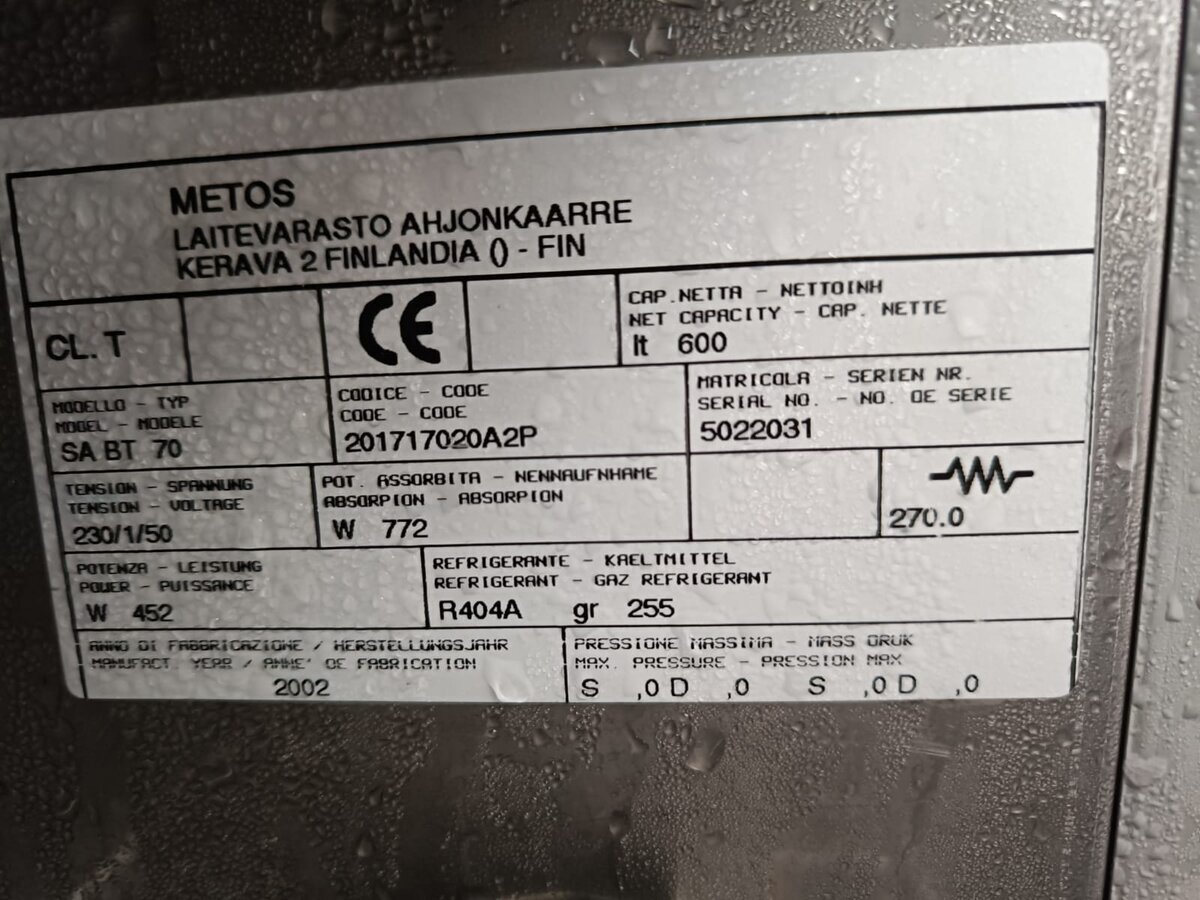 METOS
LAITEVARASTO AHJONKAARRE
KERAVA 2 FINLANDIA () - FIN
CL. T
CE
CAP.NETTA - NETTOINH
NET CAPACITY - CAP. NETTE
lt 600
MODELLO - TYP
MODEL - MODELE
SA BT 70
CODICE - CODE
CODE - CODE
201717020A2P
MATRICOLA - SERIEN NR.
SERIAL NO. - NO. DE SERIE
5022031
TENSION - SPANNUNG
TENSION - VOLTAGE
230/1/50
POT. ASSORBITA - NENNAUFNHAME
ABSORPION - ABSORPION
W 772
270.0
POTENZA - LEISTUNG
POWER - PUISSANCE
W 452
REFRIGERANTE - KAELTMITTEL
REFRIGERANT - GAZ REFRIGERANT
R404A gr 255
ANNO DI FABBRICAZIONE / HERSTELLUNGSJAHR
MANUFACT. YEAR / ANNE' DE FABRICATION
2002
PRESSIONE MASSIMA - MASS DRUK
MAX. PRESSURE - PRESSION MAX
S ,0 D ,0 S ,0 D ,0